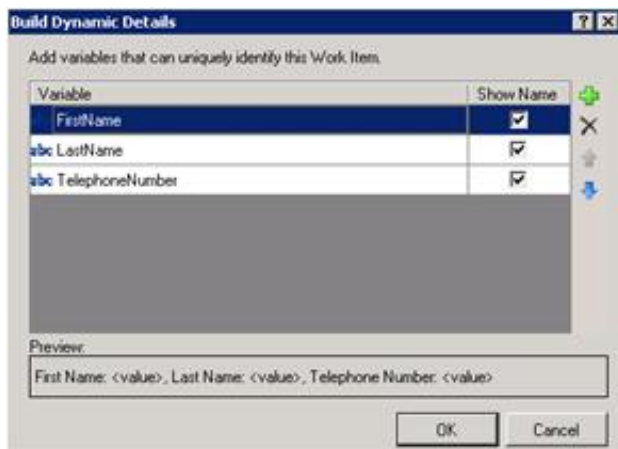 Build Dynamic Details
Add variables that can uniquely identify this Work Item.
Variable Show Name
FirstName
abc LastName
abc TelephoneNumber
Preview:
First Name: <value>, Last Name: <value>, Telephone Number: <value>
OK Cancel